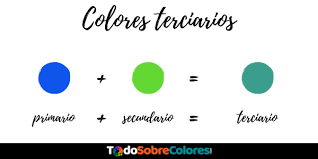 Colores terciarios
+ =
primario + secundario = terciario
TodoSobreColores